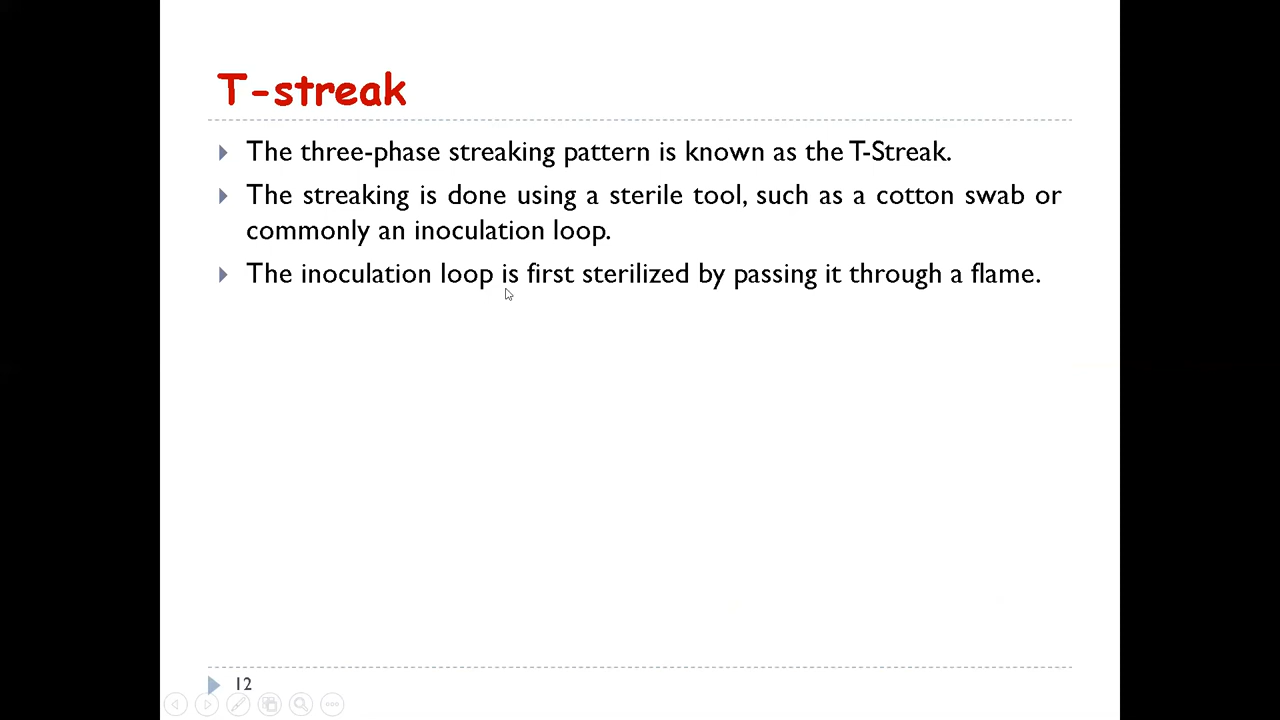 T-streak
The three-phase streaking pattern is known as the T-Streak.
The streaking is done using a sterile tool, such as a cotton swab or
commonly an inoculation loop.
The inoculation loop is first sterilized by passing it through a flame.
12